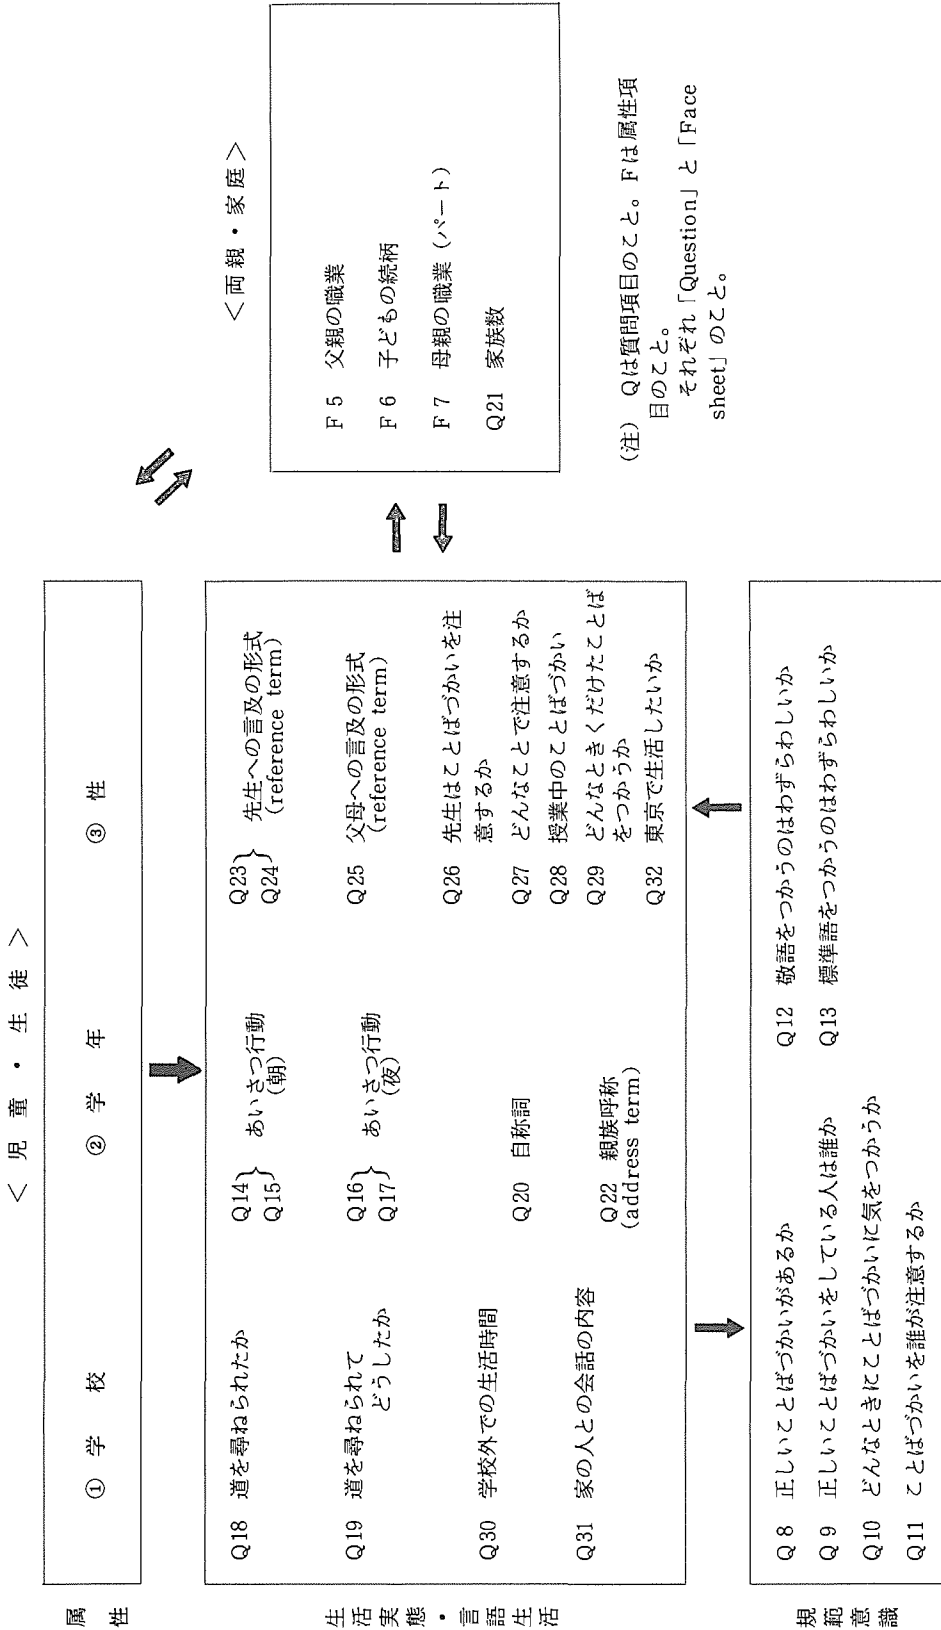 ＜ 児 童 ・ 生 徒 ＞
属性
① 学 校　② 学 年　③ 性
生活実態・言語生活
Q18 道を尋ねられたか
Q19 道を尋ねられて
どうしたか
Q30 学校外での生活時間
Q31 家の人との会話の内容
Q14
Q15
あいさつ行動
(朝)
Q16
Q17
あいさつ行動
(夜)
Q20 自称詞
Q22 親族呼称
(address term)
Q23
Q24
先生への言及の形式
(reference term)
Q25 父母への言及の形式
(reference term)
Q26 先生はことばづかいを注
意するか
Q27 どんなことで注意するか
Q28 授業中のことばづかい
Q29 どんなときくだけたことば
をつかうか
Q32 東京で生活したいか
規範意識
Q 8 正しいことばづかいがあるか
Q 9 正しいことばづかいをしている人は誰か
Q10 どんなときにことばづかいに気をつかうか
Q11 ことばづかいを誰が注意するか
Q12 敬語をつかうのはわずらわしいか
Q13 標準語をつかうのはわずらわしいか
＜両親・家庭＞
F 5 父親の職業
F 6 子どもの続柄
F 7 母親の職業（パート）
Q21 家族数
(注) Qは質問項目のこと。Fは属性項
目のこと。
それぞれ「Question」と「Face
sheet」のこと。